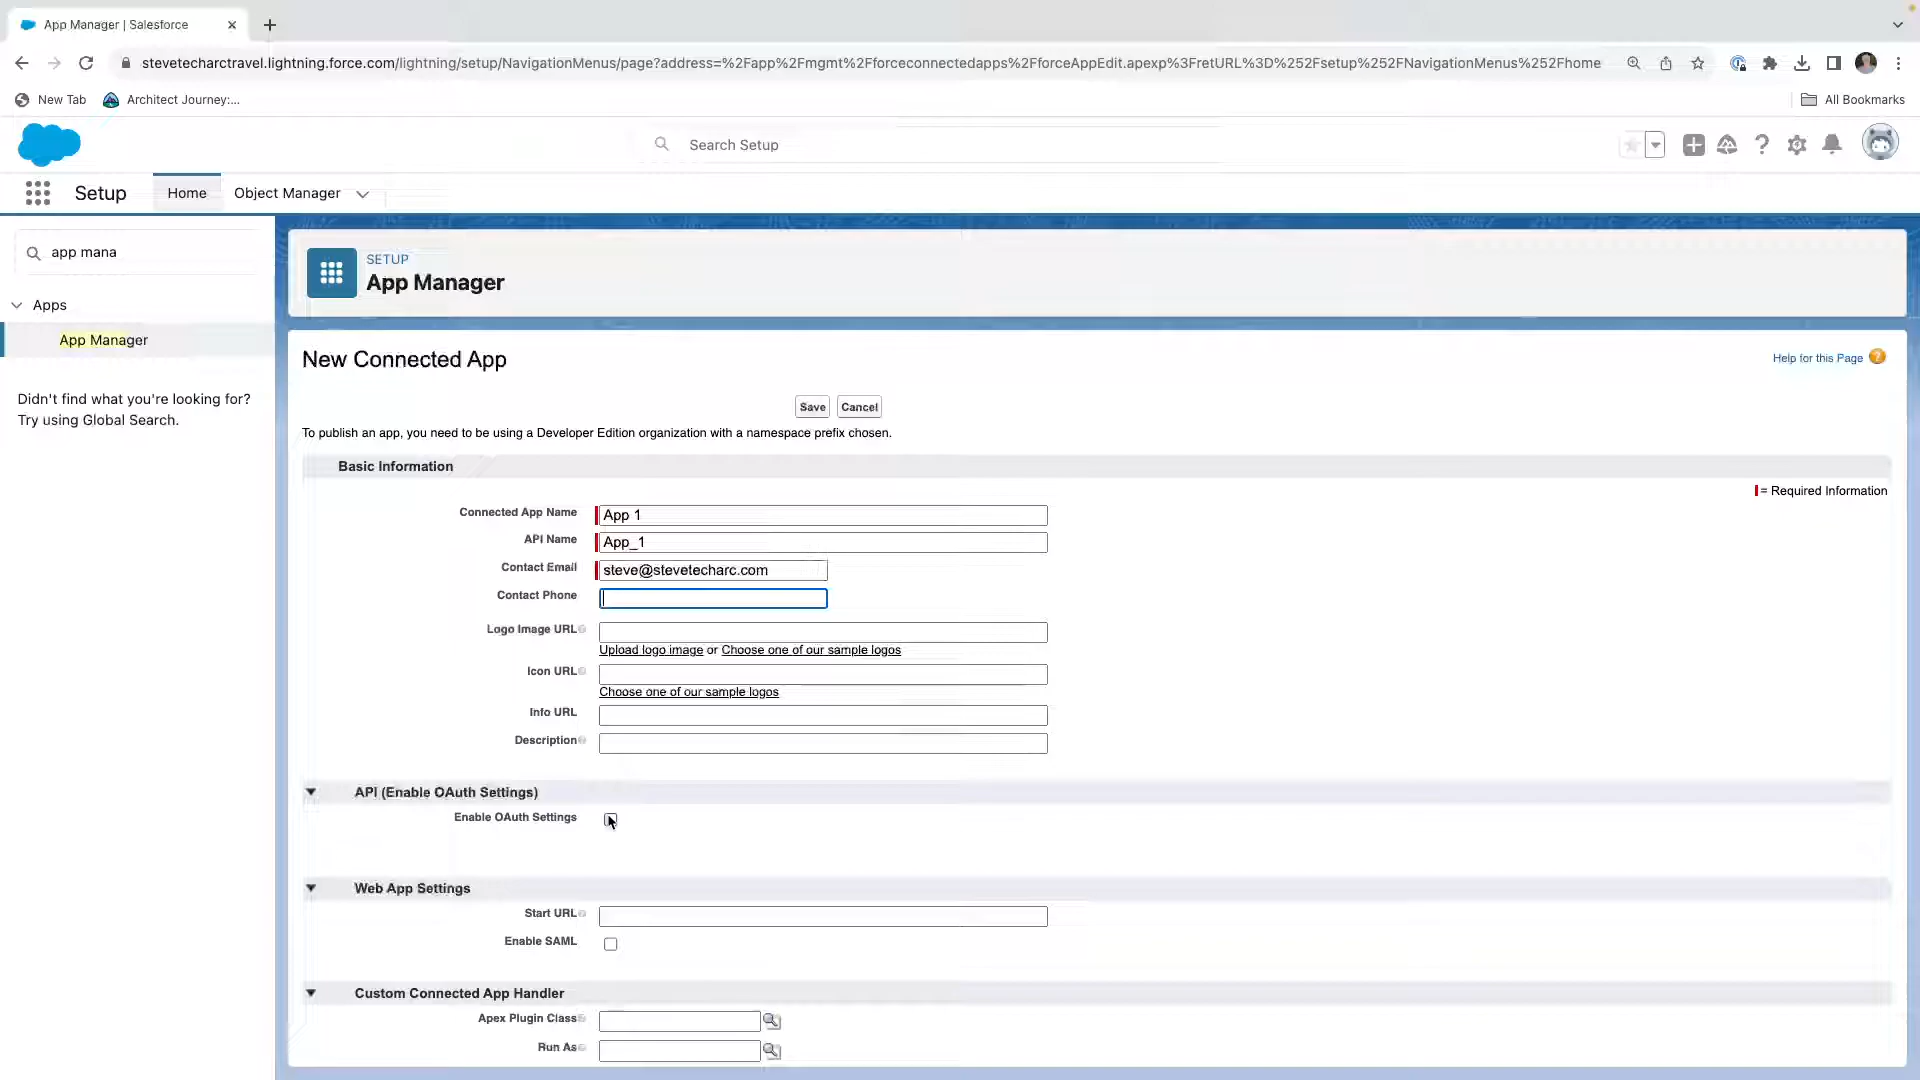 App Manager | Salesforce
stevetecharctravel.lightning.force.com/lightning/setup/NavigationMenus/page?address=%2Fapp%2Fmgmt%2Fforceconnectedapps%2FforceAppEdit.apexp%3FretURL%3D%252Fsetup%252FNavigationMenus%252Fhome
New Tab Architect Journey:... All Bookmarks
Search Setup
Setup Home Object Manager
app mana
SETUP
App Manager
Apps
App Manager
Didn't find what you're looking for?
Try using Global Search.
New Connected App
Help for this Page
Save Cancel
To publish an app, you need to be using a Developer Edition organization with a namespace prefix chosen.
Basic Information
= Required Information
Connected App Name App 1
API Name App_1
Contact Email steve@stevetecharc.com
Contact Phone
Logo Image URL
Upload logo image or Choose one of our sample logos
Icon URL
Choose one of our sample logos
Info URL
Description
API (Enable OAuth Settings)
Enable OAuth Settings
Web App Settings
Start URL
Enable SAML
Custom Connected App Handler
Apex Plugin Class
Run As